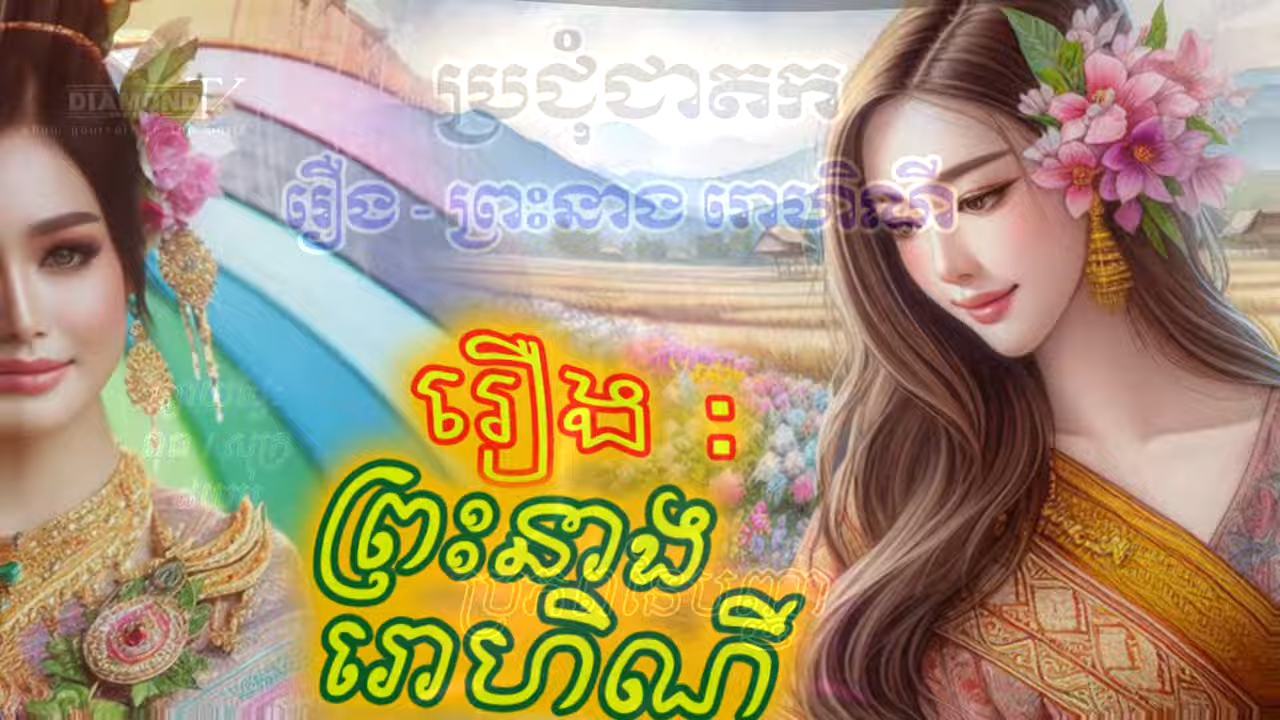 DIAMOND
ប្រជុំជាតក
រឿង - ព្រះនាង រោហិណី
រឿង :
ព្រះនាង
រោហិណី